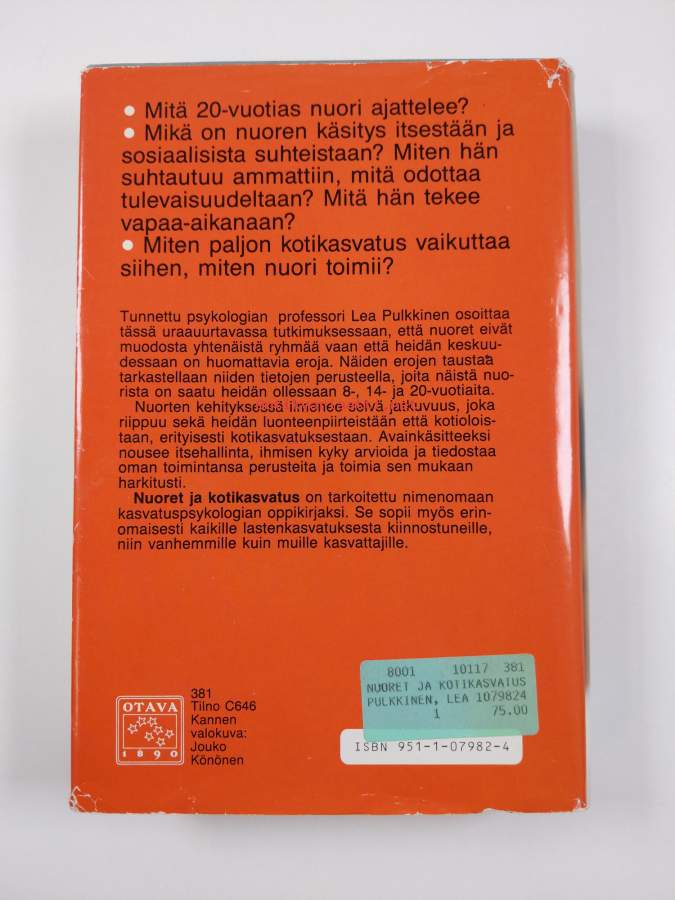 • Mitä 20-vuotias nuori ajattelee?
• Mikä on nuoren käsitys itsestään ja
sosiaalisista suhteistaan? Miten hän
suhtautuu ammattiin, mitä odottaa
tulevaisuudeltaan? Mitä hän tekee
vapaa-aikanaan?
• Miten paljon kotikasvatus vaikuttaa
siihen, miten nuori toimii?
Tunnettu psykologian professori Lea Pulkkinen osoittaa
tässä uraauurtavassa tutkimuksessaan, että nuoret eivät
muodosta yhtenäistä ryhmää vaan että heidän keskuu-
dessaan on huomattavia eroja. Näiden erojen taustaa
tarkastellaan niiden tietojen perusteella, joita näistä nuo-
rista on saatu heidän ollessaan 8-, 14- ja 20-vuotiaita.
Nuorten kehityksessä ilmenee selvä jatkuvuus, joka
riippuu sekä heidän luonteenpiirteistään että kotiolois-
taan, erityisesti kotikasvatuksestaan. Avainkäsitteeksi
nousee itsehallinta, ihmisen kyky arvioida ja tiedostaa
oman toimintansa perusteita ja toimia sen mukaan
harkitusti.
Nuoret ja kotikasvatus on tarkoitettu nimenomaan
kasvatuspsykologian oppikirjaksi. Se sopii myös erin-
omaisesti kaikille lastenkasvatuksesta kiinnostuneille,
niin vanhemmille kuin muille kasvattajille.
OTAVA
1890
381
Tilno C646
Kannen
valokuva:
Jouko
Könönen
8001 10117 381
NUORET JA KOTIKASVATUS
PULKKINEN, LEA 1079824
1 75.00
ISBN 951-1-07982-4